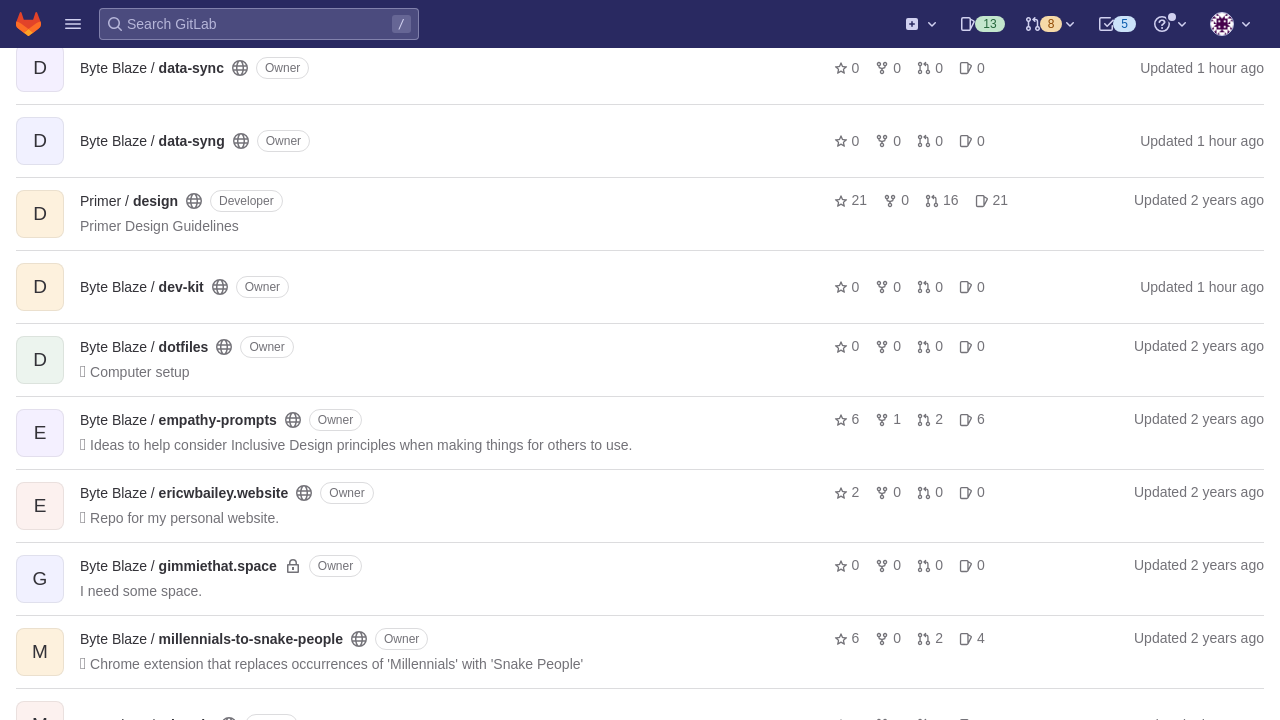 Search GitLab / 13 8 5
D Byte Blaze / data-sync Owner 0 0 0 0 Updated 1 hour ago
D Byte Blaze / data-syng Owner 0 0 0 0 Updated 1 hour ago
D Primer / design Developer 21 0 16 21 Updated 2 years ago
Primer Design Guidelines
D Byte Blaze / dev-kit Owner 0 0 0 0 Updated 1 hour ago
D Byte Blaze / dotfiles Owner 0 0 0 0 Updated 2 years ago
Computer setup
E Byte Blaze / empathy-prompts Owner 6 1 2 6 Updated 2 years ago
Ideas to help consider Inclusive Design principles when making things for others to use.
E Byte Blaze / ericwbailey.website Owner 2 0 0 0 Updated 2 years ago
Repo for my personal website.
G Byte Blaze / gimmiethat.space Owner 0 0 0 0 Updated 2 years ago
I need some space.
M Byte Blaze / millennials-to-snake-people Owner 6 0 2 4 Updated 2 years ago
Chrome extension that replaces occurrences of 'Millennials' with 'Snake People'